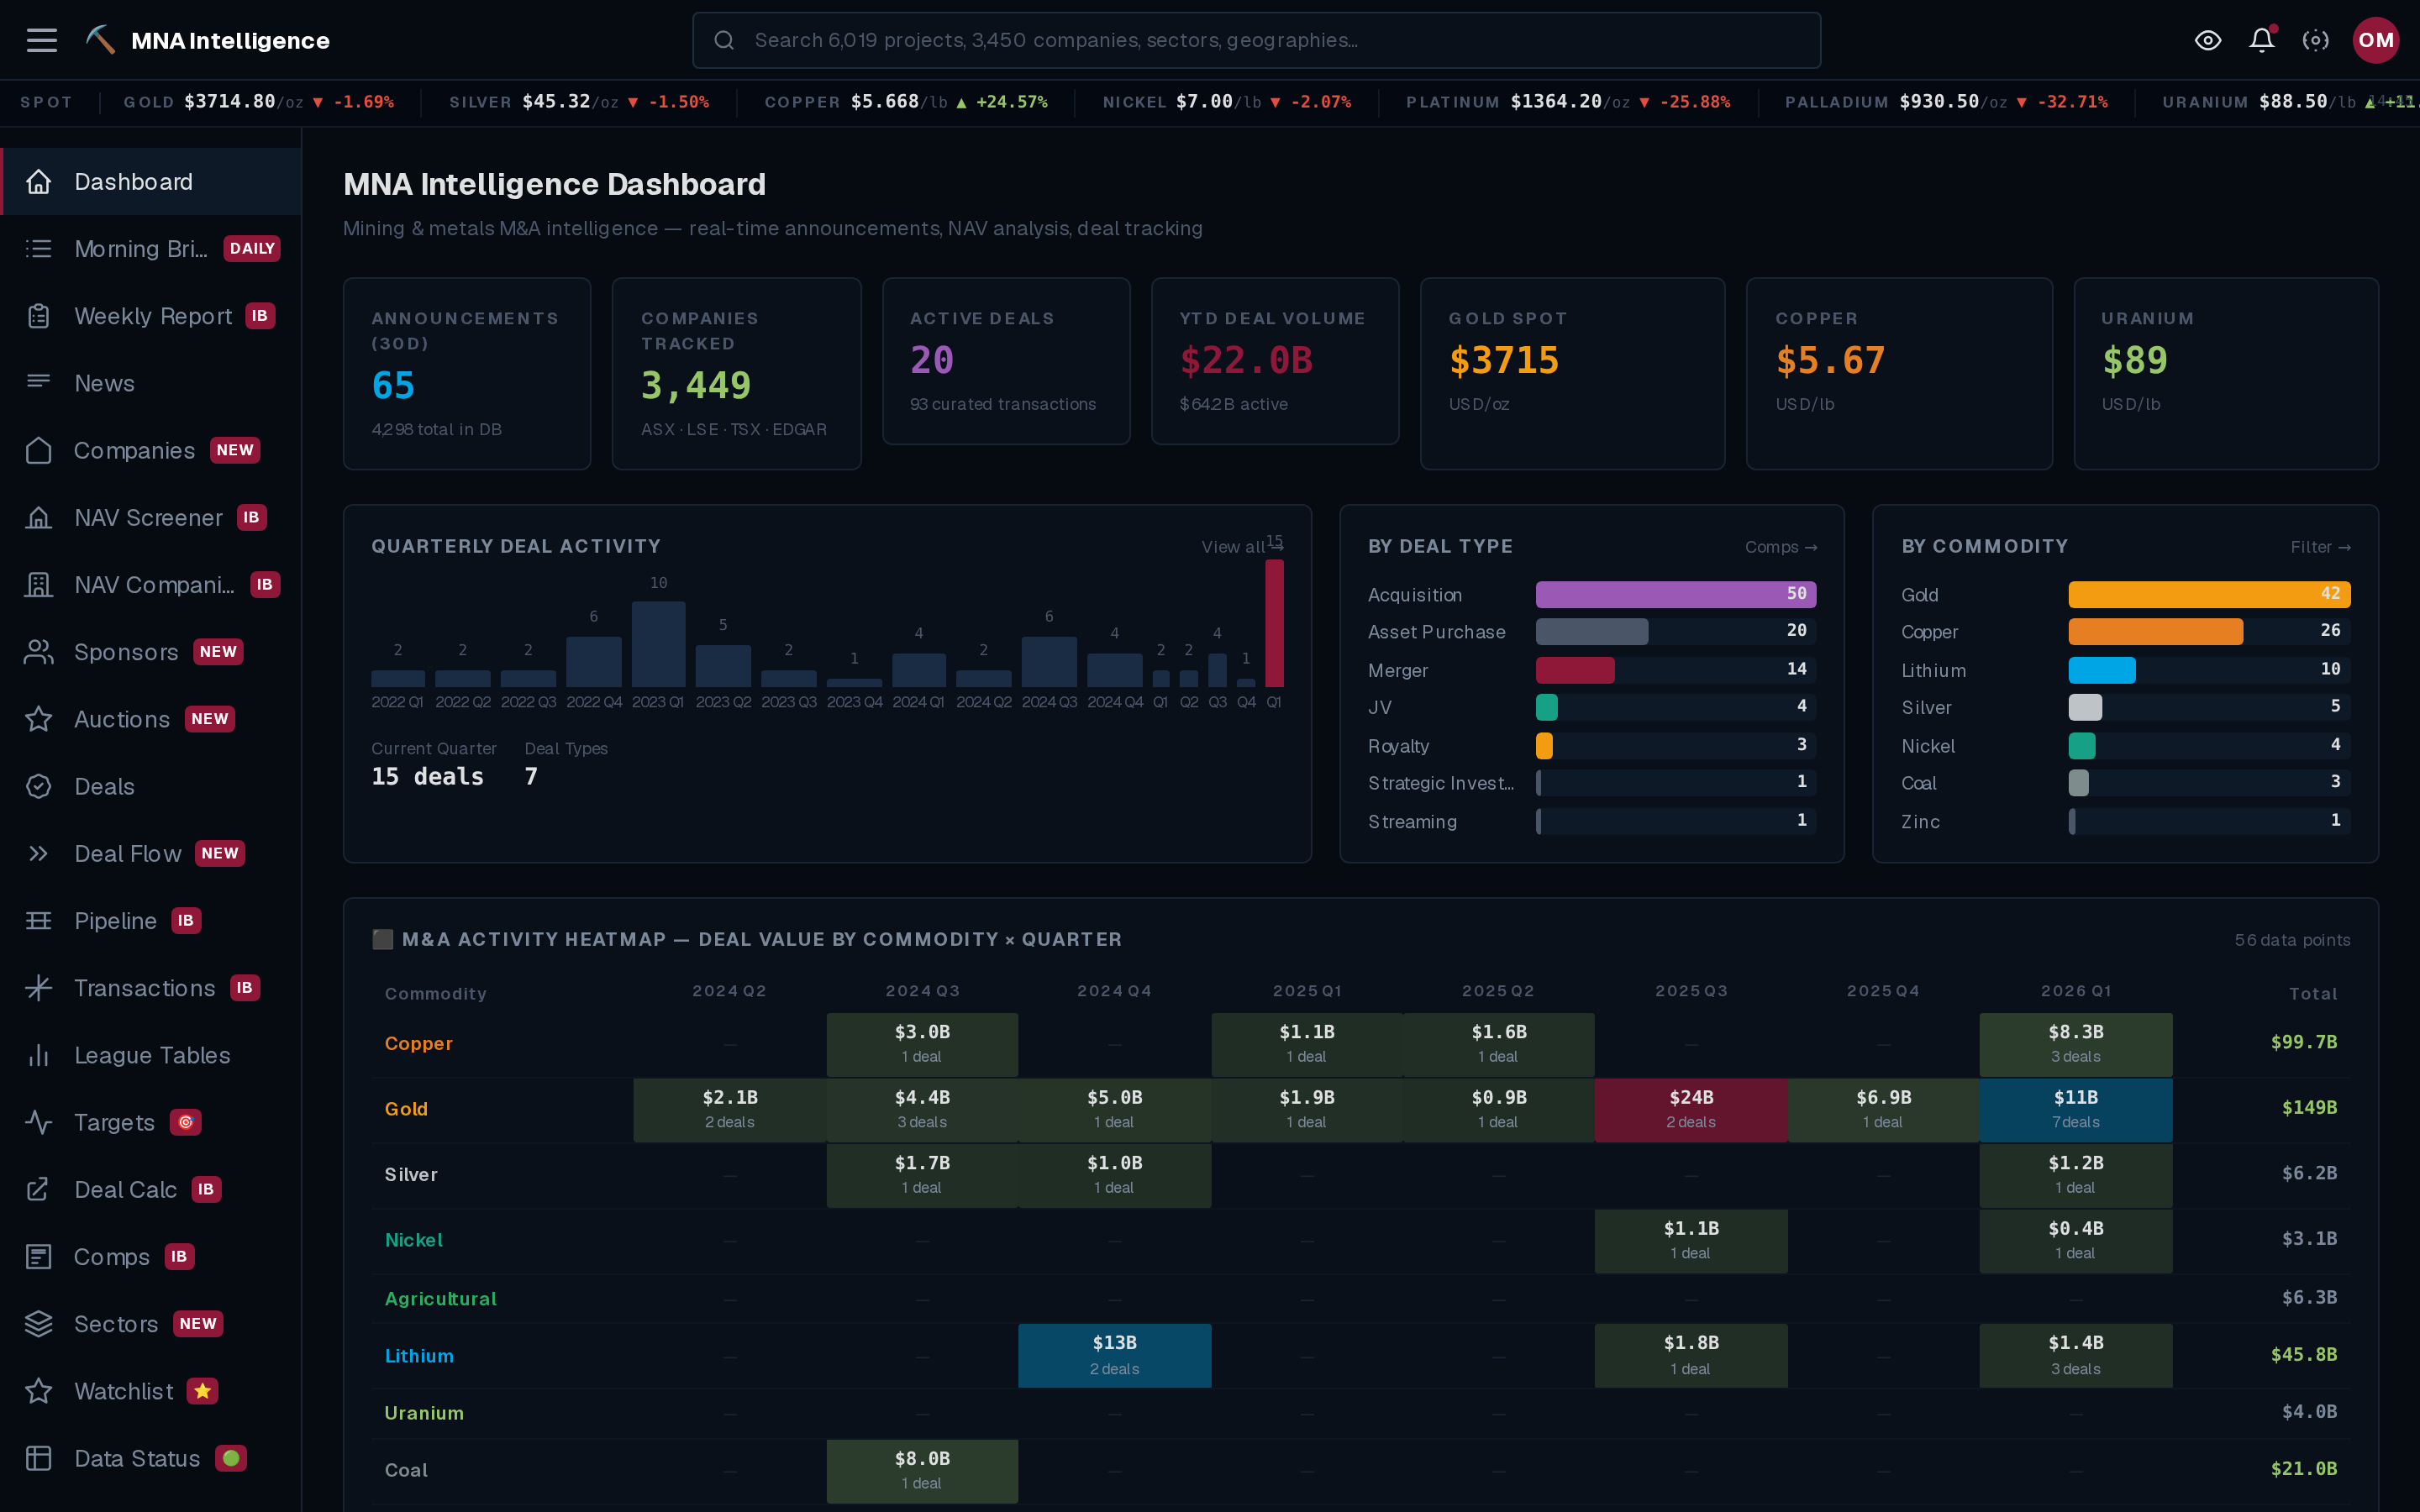 MNA Intelligence
Search 6,019 projects, 3,450 companies, sectors, geographies...
OM
SPOT GOLD $3714.80/oz ▼ -1.69% SILVER $45.32/oz ▼ -1.50% COPPER $5.668/lb ▲ +24.57% NICKEL $7.00/lb ▼ -2.07% PLATINUM $1364.20/oz ▼ -25.88% PALLADIUM $930.50/oz ▼ -32.71% URANIUM $88.50/lb ▲
Dashboard
Morning Bri... DAILY
Weekly Report IB
News
Companies NEW
NAV Screener IB
NAV Compani... IB
Sponsors NEW
Auctions NEW
Deals
Deal Flow NEW
Pipeline IB
Transactions IB
League Tables
Targets 🎯
Deal Calc IB
Comps IB
Sectors NEW
Watchlist ⭐
Data Status 🟢
MNA Intelligence Dashboard
Mining & metals M&A intelligence — real-time announcements, NAV analysis, deal tracking
ANNOUNCEMENTS
(30D)
65
4,298 total in DB
COMPANIES
TRACKED
3,449
ASX · LSE · TSX · EDGAR
ACTIVE DEALS
20
93 curated transactions
YTD DEAL VOLUME
$22.0B
$64.2B active
GOLD SPOT
$3715
USD/oz
COPPER
$5.67
USD/lb
URANIUM
$89
USD/lb
QUARTERLY DEAL ACTIVITY View all →
2 2 2 6 10 5 2 1 4 2 6 4 2 2 4 1 15
2022 Q1 2022 Q2 2022 Q3 2022 Q4 2023 Q1 2023 Q2 2023 Q3 2023 Q4 2024 Q1 2024 Q2 2024 Q3 2024 Q4 Q1 Q2 Q3 Q4 Q1
Current Quarter Deal Types
15 deals 7
BY DEAL TYPE Comps →
Acquisition 50
Asset Purchase 20
Merger 14
JV 4
Royalty 3
Strategic Invest... 1
Streaming 1
BY COMMODITY Filter →
Gold 42
Copper 26
Lithium 10
Silver 5
Nickel 4
Coal 3
Zinc 1
M&A ACTIVITY HEATMAP — DEAL VALUE BY COMMODITY × QUARTER 56 data points
Commodity 2024 Q2 2024 Q3 2024 Q4 2025 Q1 2025 Q2 2025 Q3 2025 Q4 2026 Q1 Total
Copper — $3.0B — $1.1B $1.6B — — $8.3B $99.7B
1 deal 1 deal 1 deal 3 deals
Gold $2.1B $4.4B $5.0B $1.9B $0.9B $24B $6.9B $11B $149B
2 deals 3 deals 1 deal 1 deal 1 deal 2 deals 1 deal 7 deals
Silver — $1.7B $1.0B — — — — $1.2B $6.2B
1 deal 1 deal 1 deal
Nickel — — — — — $1.1B — $0.4B $3.1B
1 deal 1 deal
Agricultural — — — — — — — — $6.3B
Lithium — — $13B — — $1.8B — $1.4B $45.8B
2 deals 1 deal 3 deals
Uranium — — — — — — — — $4.0B
Coal — $8.0B — — — — — — $21.0B
1 deal